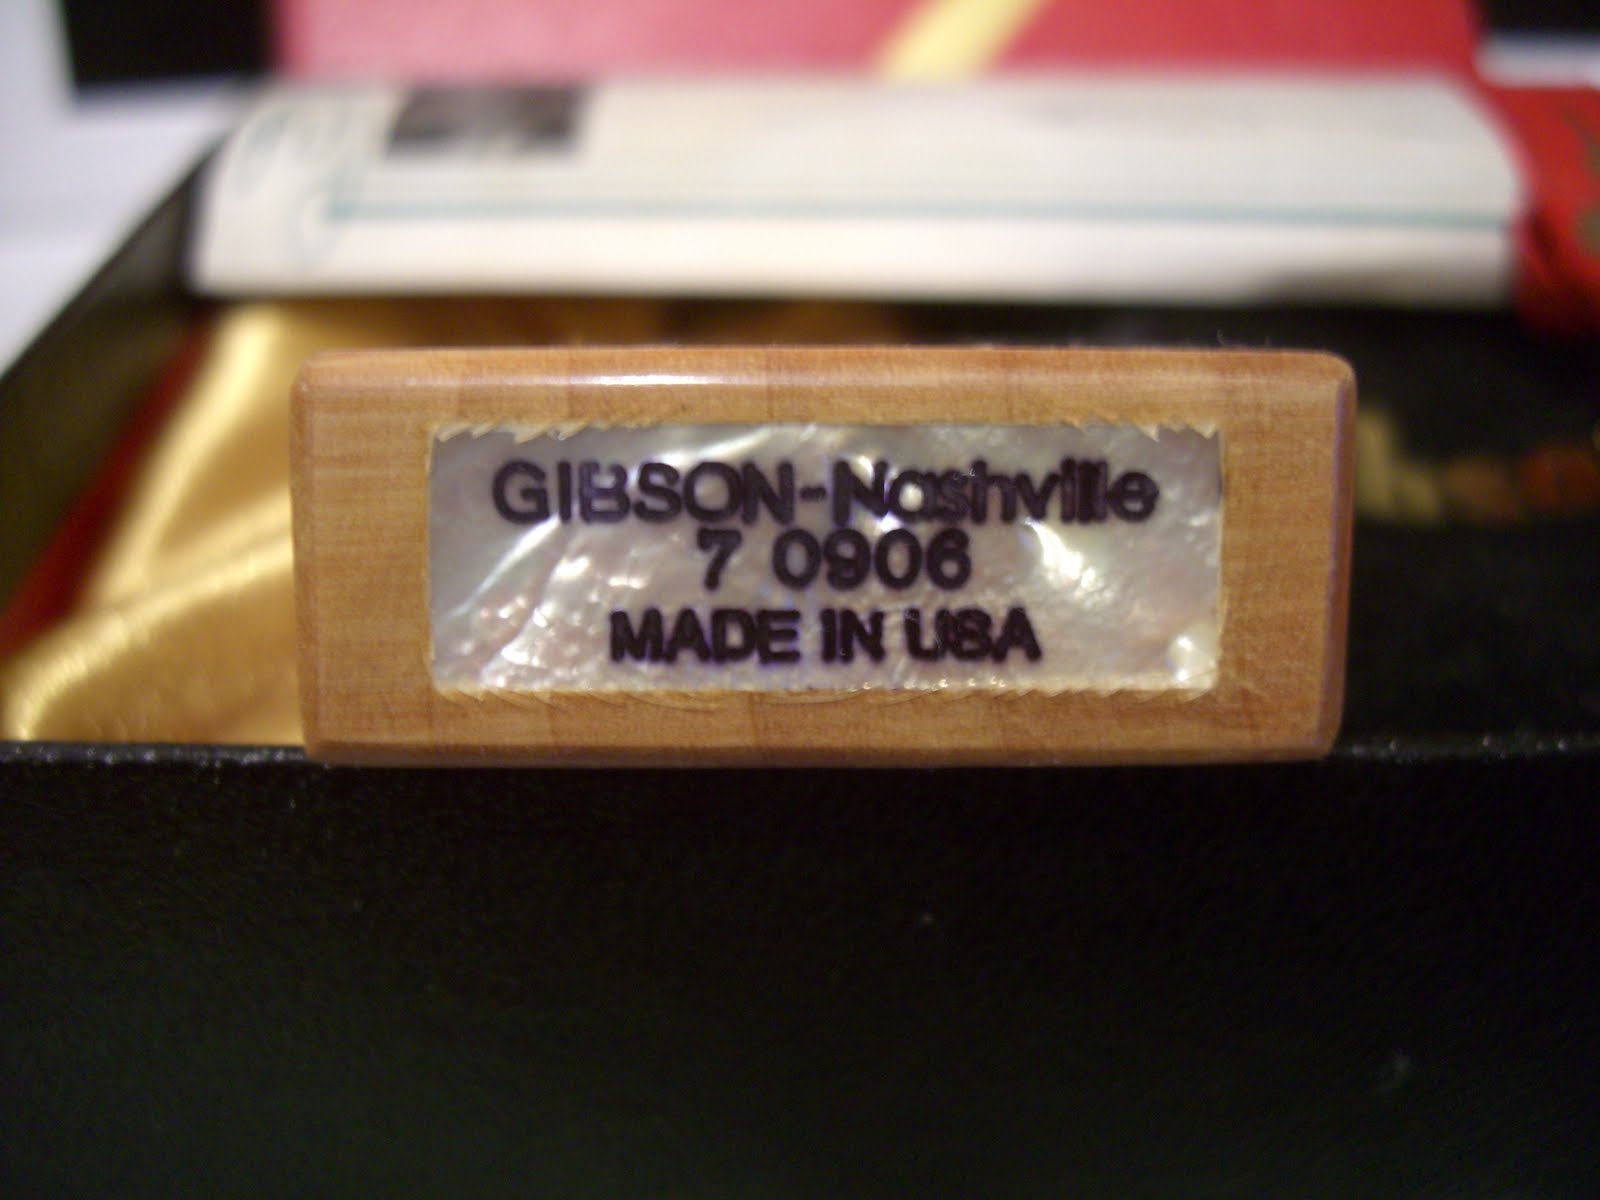 GIBSON-Nashville
7 0906
MADE IN USA